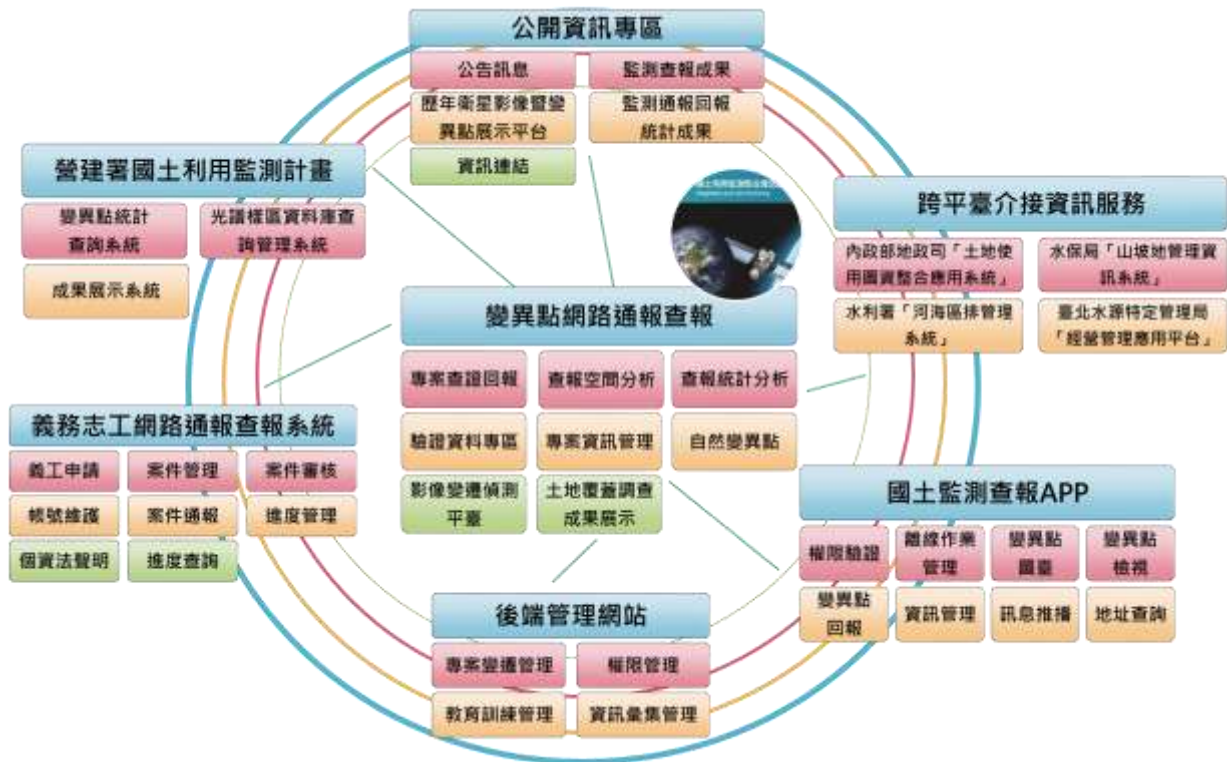 公開資訊專區
公告訊息
監測查報成果
歷年衛星影像暨變
異點展示平台
監測通報回報
統計成果
資訊連結
營建署國土利用監測計畫
變異點統計
查詢系統
光譜樣區資料庫查
詢管理系統
成果展示系統
跨平臺介接資訊服務
內政部地政司「土地使
用圖資整合應用系統」
水保局「山坡地管理資
訊系統」
水利署「河海區排管理
系統」
臺北水源特定管理局
「經營管理應用平台」
變異點網路通報查報
專案查證回報
查報空間分析
查報統計分析
驗證資料專區
專案資訊管理
自然變異點
影像變遷偵測
平臺
土地覆蓋調查
成果展示
義務志工網路通報查報系統
義工申請
案件管理
案件審核
帳號維護
案件通報
進度管理
個資法聲明
進度查詢
國土監測查報APP
權限驗證
離線作業
管理
變異點
圖臺
變異點
檢視
變異點
回報
資訊管理
訊息推播
地址查詢
後端管理網站
專案變遷管理
權限管理
教育訓練管理
資訊彙集管理